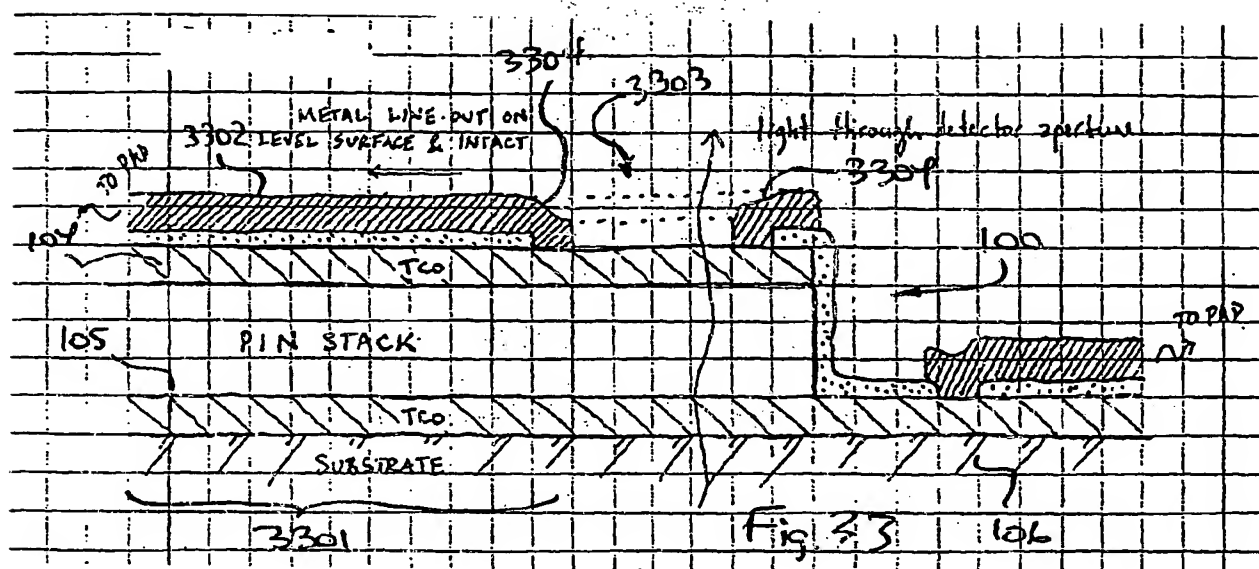 3304
3303
METAL LINE-OUT ON
3302 LEVEL SURFACE & INTACT
light through detector aperture
3304
TO PAD
104
100
TCO
TO PAD
105
PIN STACK
TCO
SUBSTRATE
3301
Fig 33
106